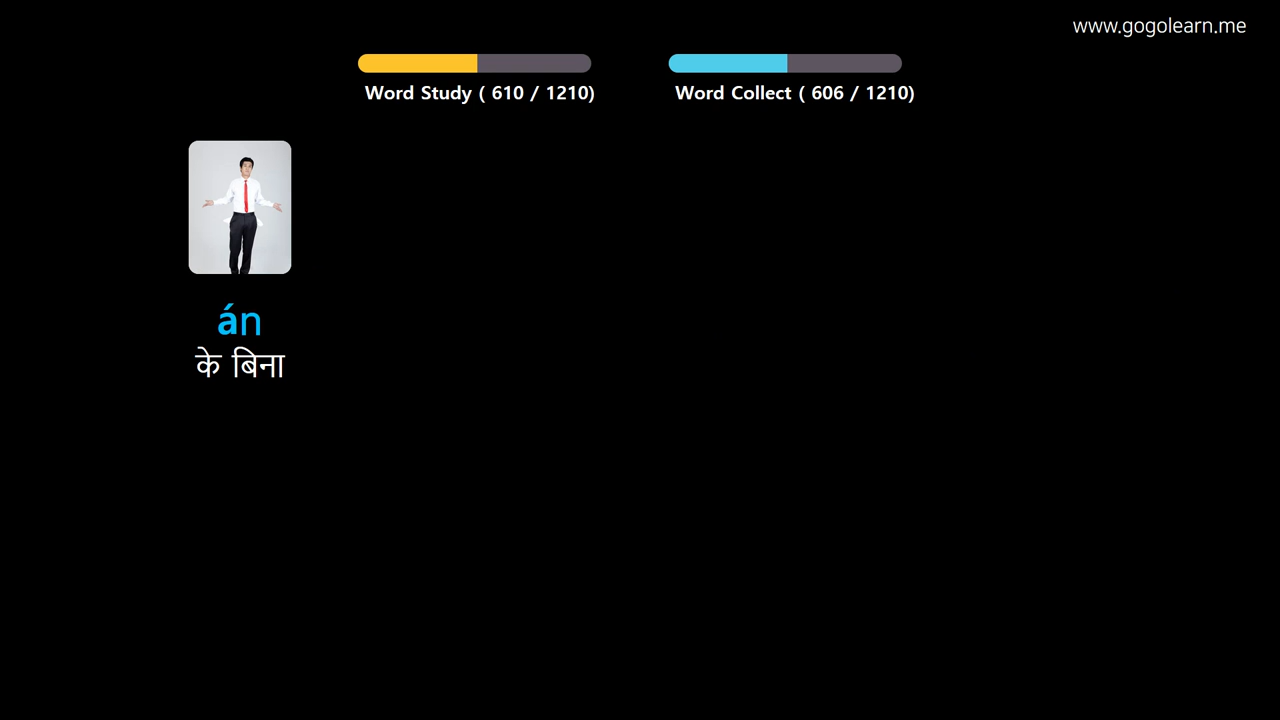 www.gogolearn.me
Word Study ( 610 / 1210)
Word Collect ( 606 / 1210)
án
के बिना